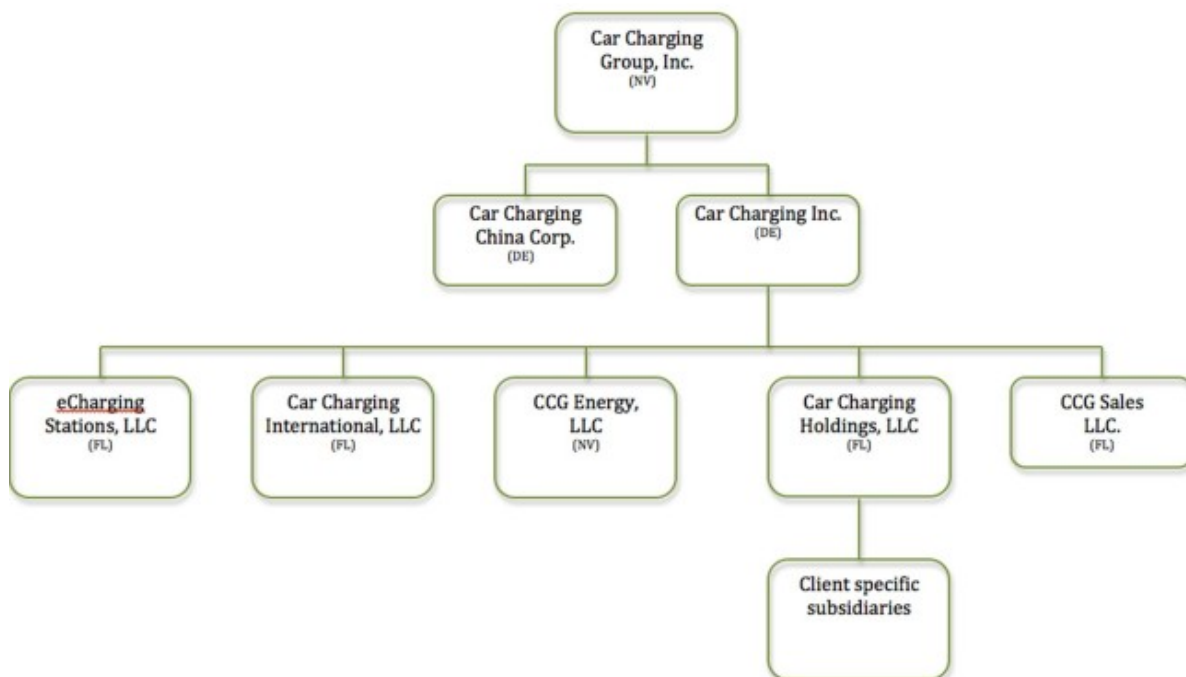 Car Charging
Group, Inc.
(NV)
Car Charging
China Corp.
(DE)
Car Charging Inc.
(DE)
eCharging
Stations, LLC
(FL)
Car Charging
International, LLC
(FL)
CCG Energy,
LLC
(NV)
Car Charging
Holdings, LLC
(FL)
CCG Sales
LLC.
(FL)
Client specific
subsidiaries